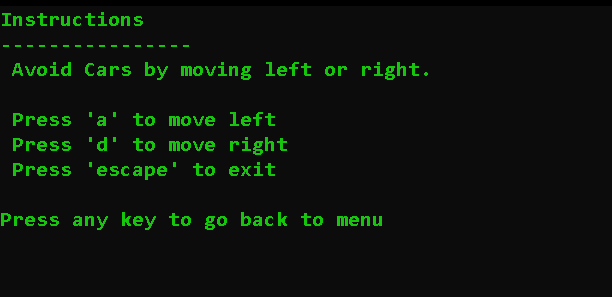 Instructions
----------------
Avoid Cars by moving left or right.
Press 'a' to move left
Press 'd' to move right
Press 'escape' to exit
Press any key to go back to menu